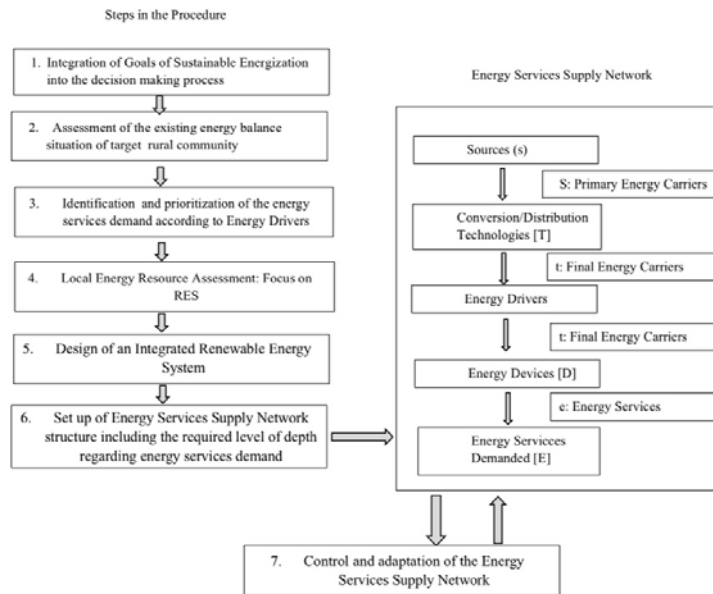 Steps in the Procedure
1. Integration of Goals of Sustainable Energization
into the decision making process
2. Assessment of the existing energy balance
situation of target rural community
3. Identification and prioritization of the energy
services demand according to Energy Drivers
4. Local Energy Resource Assessment: Focus on
RES
5. Design of an Integrated Renewable Energy
System
6. Set up of Energy Services Supply Network
structure including the required level of depth
regarding energy services demand
Energy Services Supply Network
Sources (s)
S: Primary Energy Carriers
Conversion/Distribution
Technologies [T]
t: Final Energy Carriers
Energy Drivers
t: Final Energy Carriers
Energy Devices [D]
e: Energy Services
Energy Services
Demanded [E]
7. Control and adaptation of the Energy
Services Supply Network